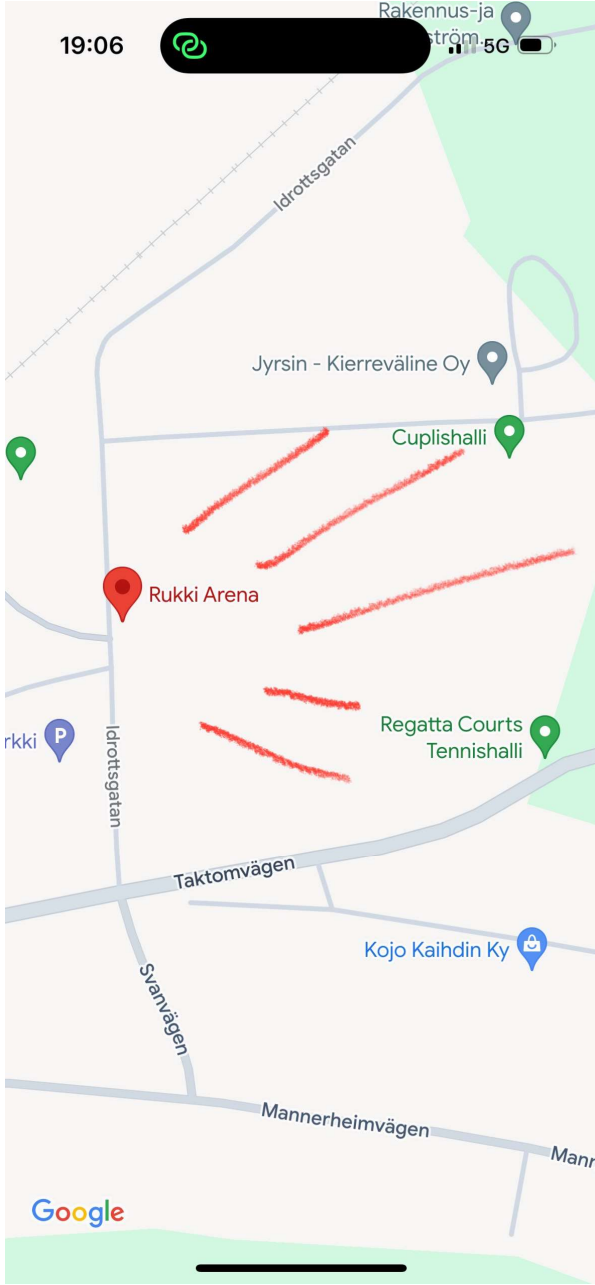 Rakennus-ja
19:06
ström...
5G
Idrottsgatan
Jyrsin - Kierreväline Oy
Cuplishalli
Rukki Arena
Regatta Courts
Tennishalli
rkki
P
Idrottsgatan
Taktomvägen
Kojo Kaihdin Ky
Svanvägen
Mannerheimvägen
Mann
Google